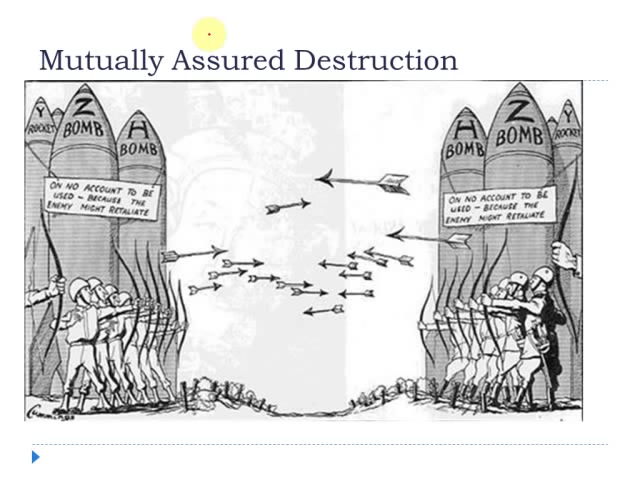 Mutually Assured Destruction
Y
ROCKET
Z
BOMB
H
BOMB
ON NO ACCOUNT TO BE
USED – BECAUSE THE
ENEMY MIGHT RETALIATE
H
BOMB
Z
BOMB
Y
ROCKET
ON NO ACCOUNT TO BE
USED – BECAUSE THE
ENEMY MIGHT RETALIATE
Cummings